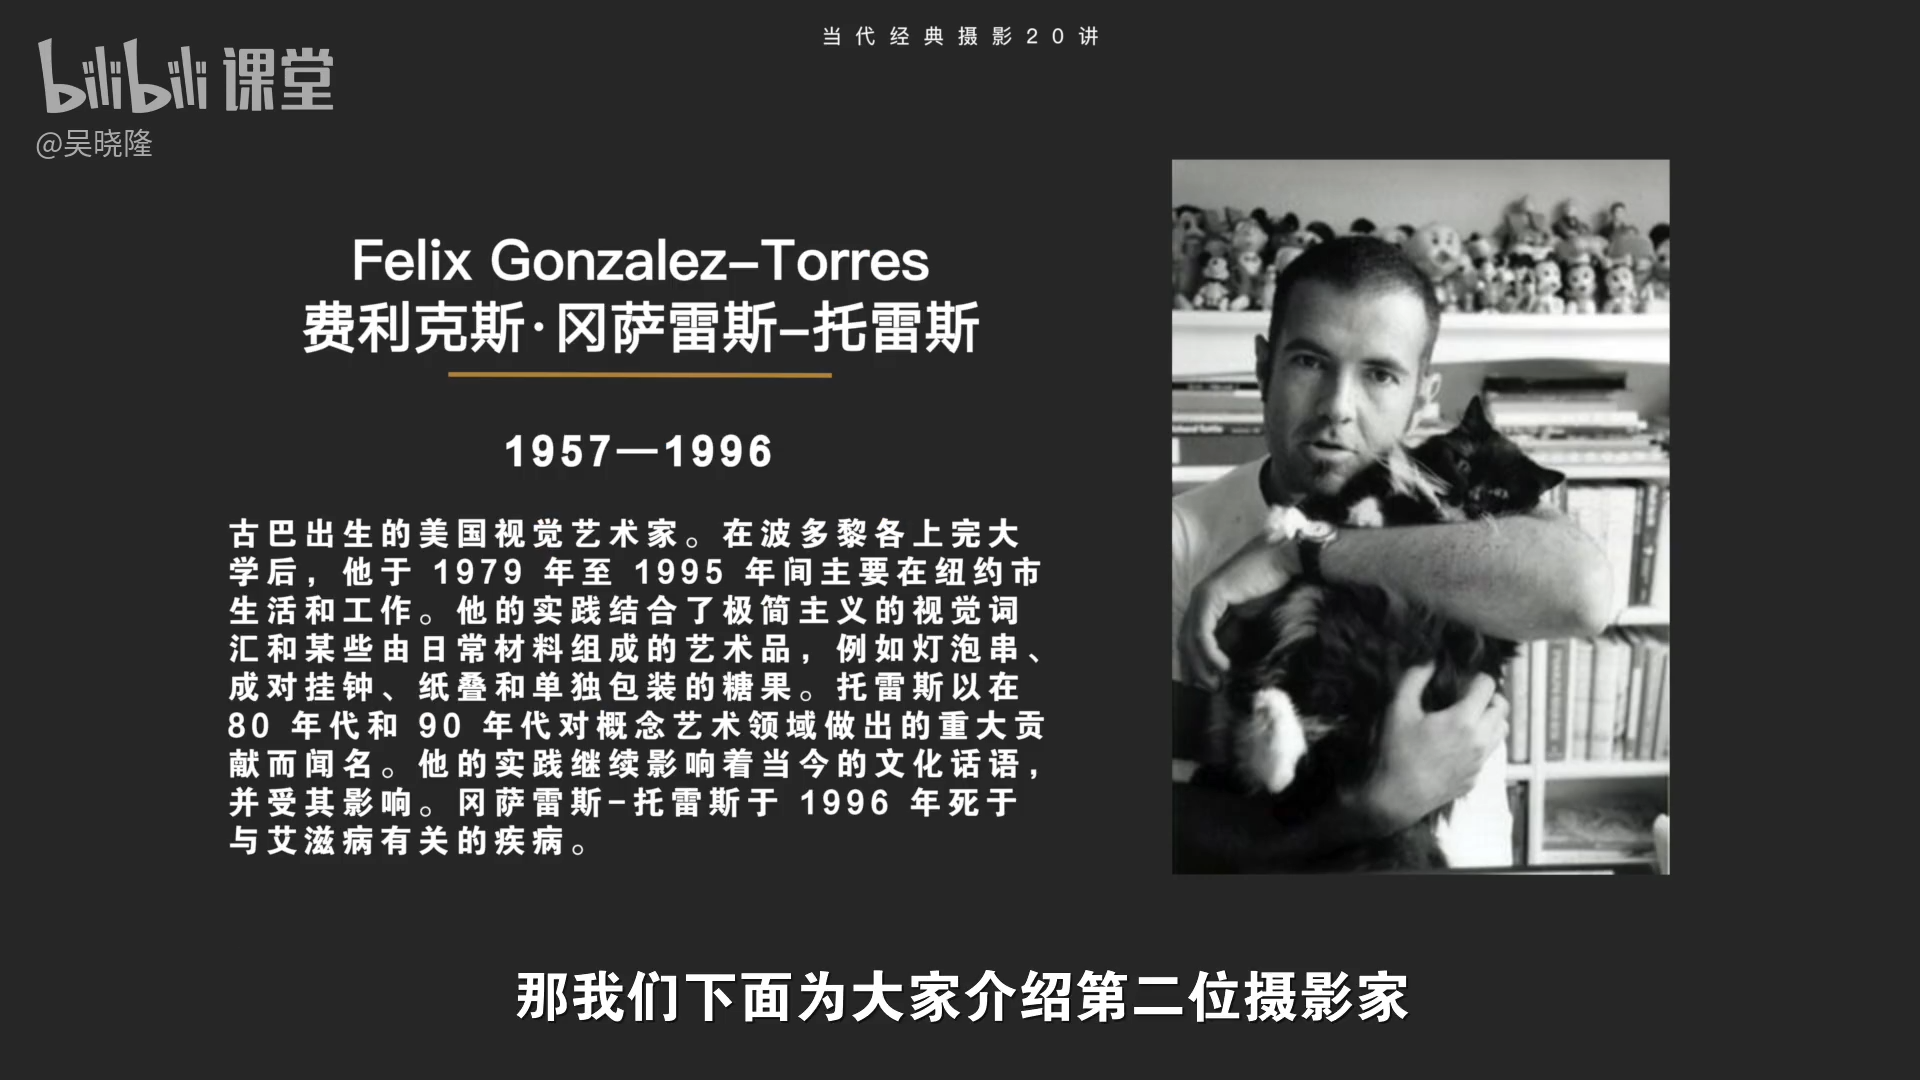 当代经典摄影20讲
bilibili 课堂
@吴晓隆
Felix Gonzalez-Torres
费利克斯·冈萨雷斯-托雷斯
1957—1996
古巴出生的美国视觉艺术家。在波多黎各上完大
学后，他于 1979 年至 1995 年间主要在纽约市
生活和工作。他的实践结合了极简主义的视觉词
汇和某些由日常材料组成的艺术品，例如灯泡串、
成对挂钟、纸叠和单独包装的糖果。托雷斯以在
80 年代和 90 年代对概念艺术领域做出的重大贡
献而闻名。他的实践继续影响着当今的文化话语，
并受其影响。冈萨雷斯-托雷斯于 1996 年死于
与艾滋病有关的疾病。
那我们下面为大家介绍第二位摄影家